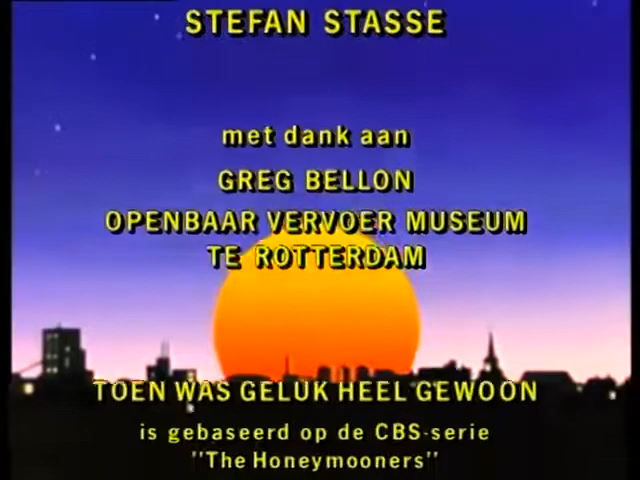 STEFAN STASSE
met dank aan
GREG BELLON
OPENBAAR VERVOER MUSEUM
TE ROTTERDAM
TOEN WAS GELUK HEEL GEWOON
is gebaseerd op de CBS-serie
"The Honeymooners"